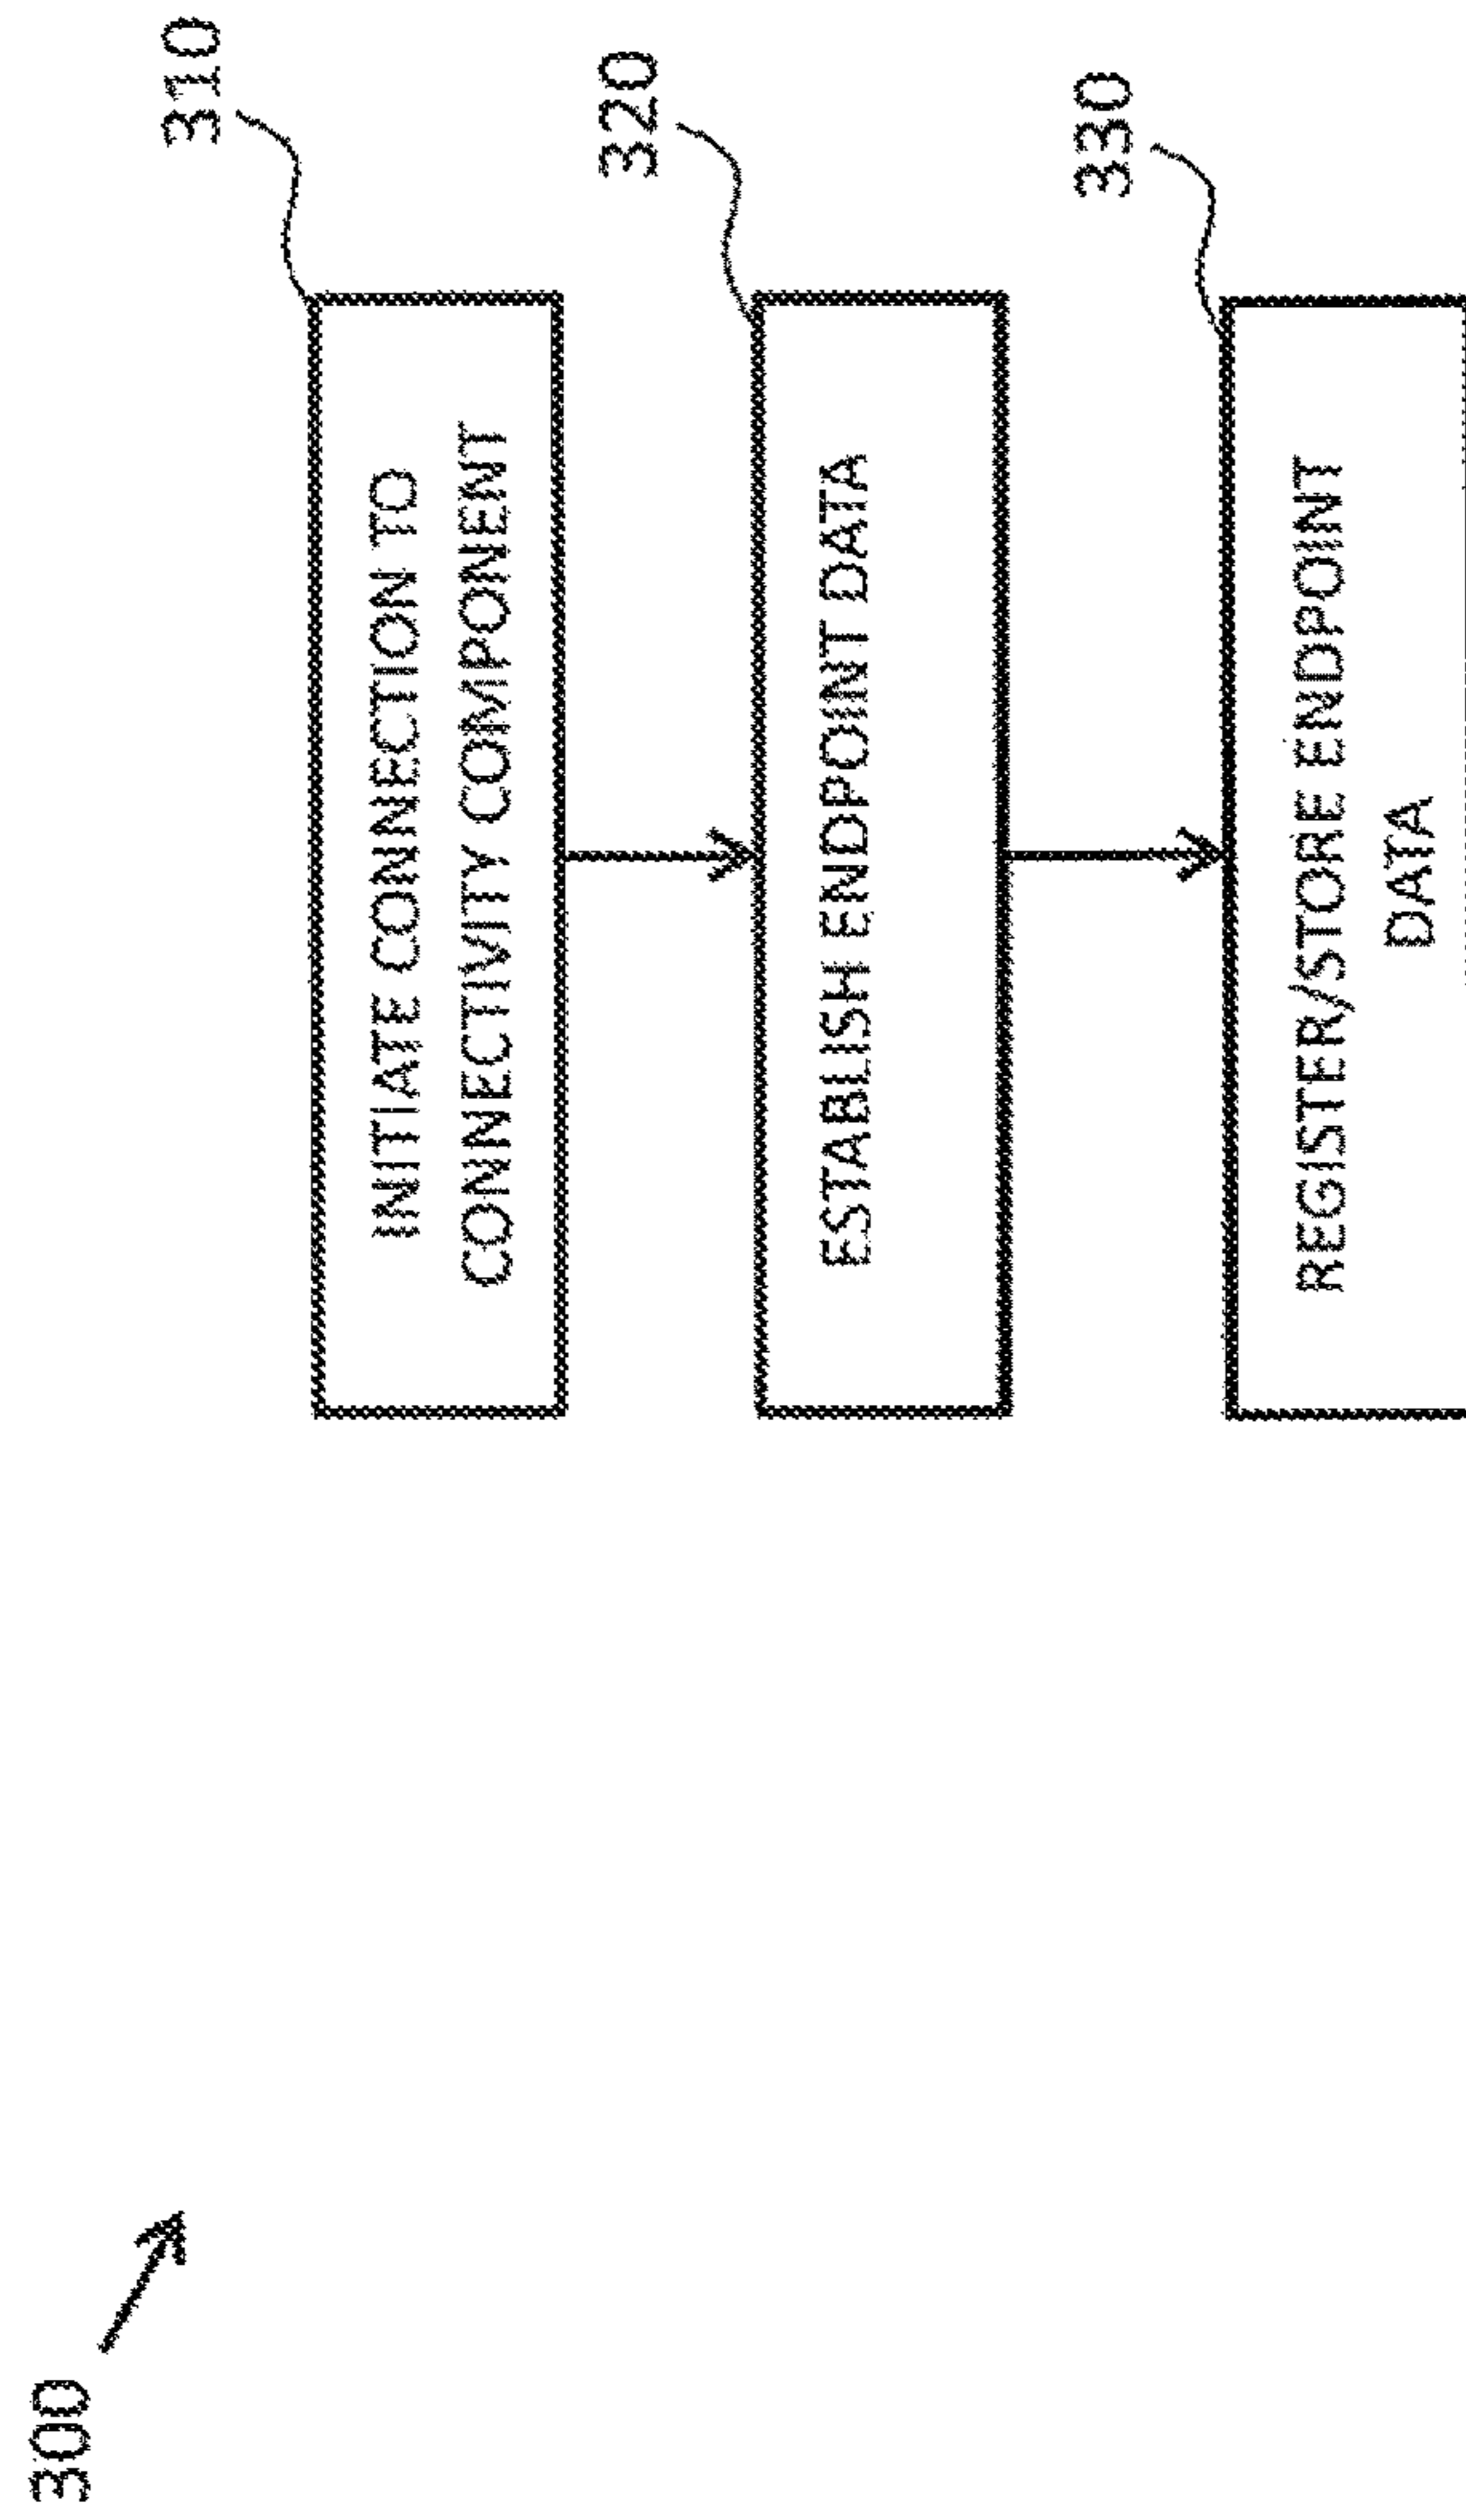 300
310
INITIATE CONNECTION TO
CONNECTIVITY COMPONENT
320
ESTABLISH ENDPOINT DATA
330
REGISTER/STORE ENDPOINT
DATA